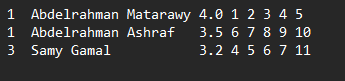 1  Abdelrahman Matarawy 4.0 1 2 3 4 5
1  Abdelrahman Ashraf   3.5 6 7 8 9 10
3  Samy Gamal           3.2 4 5 6 7 11